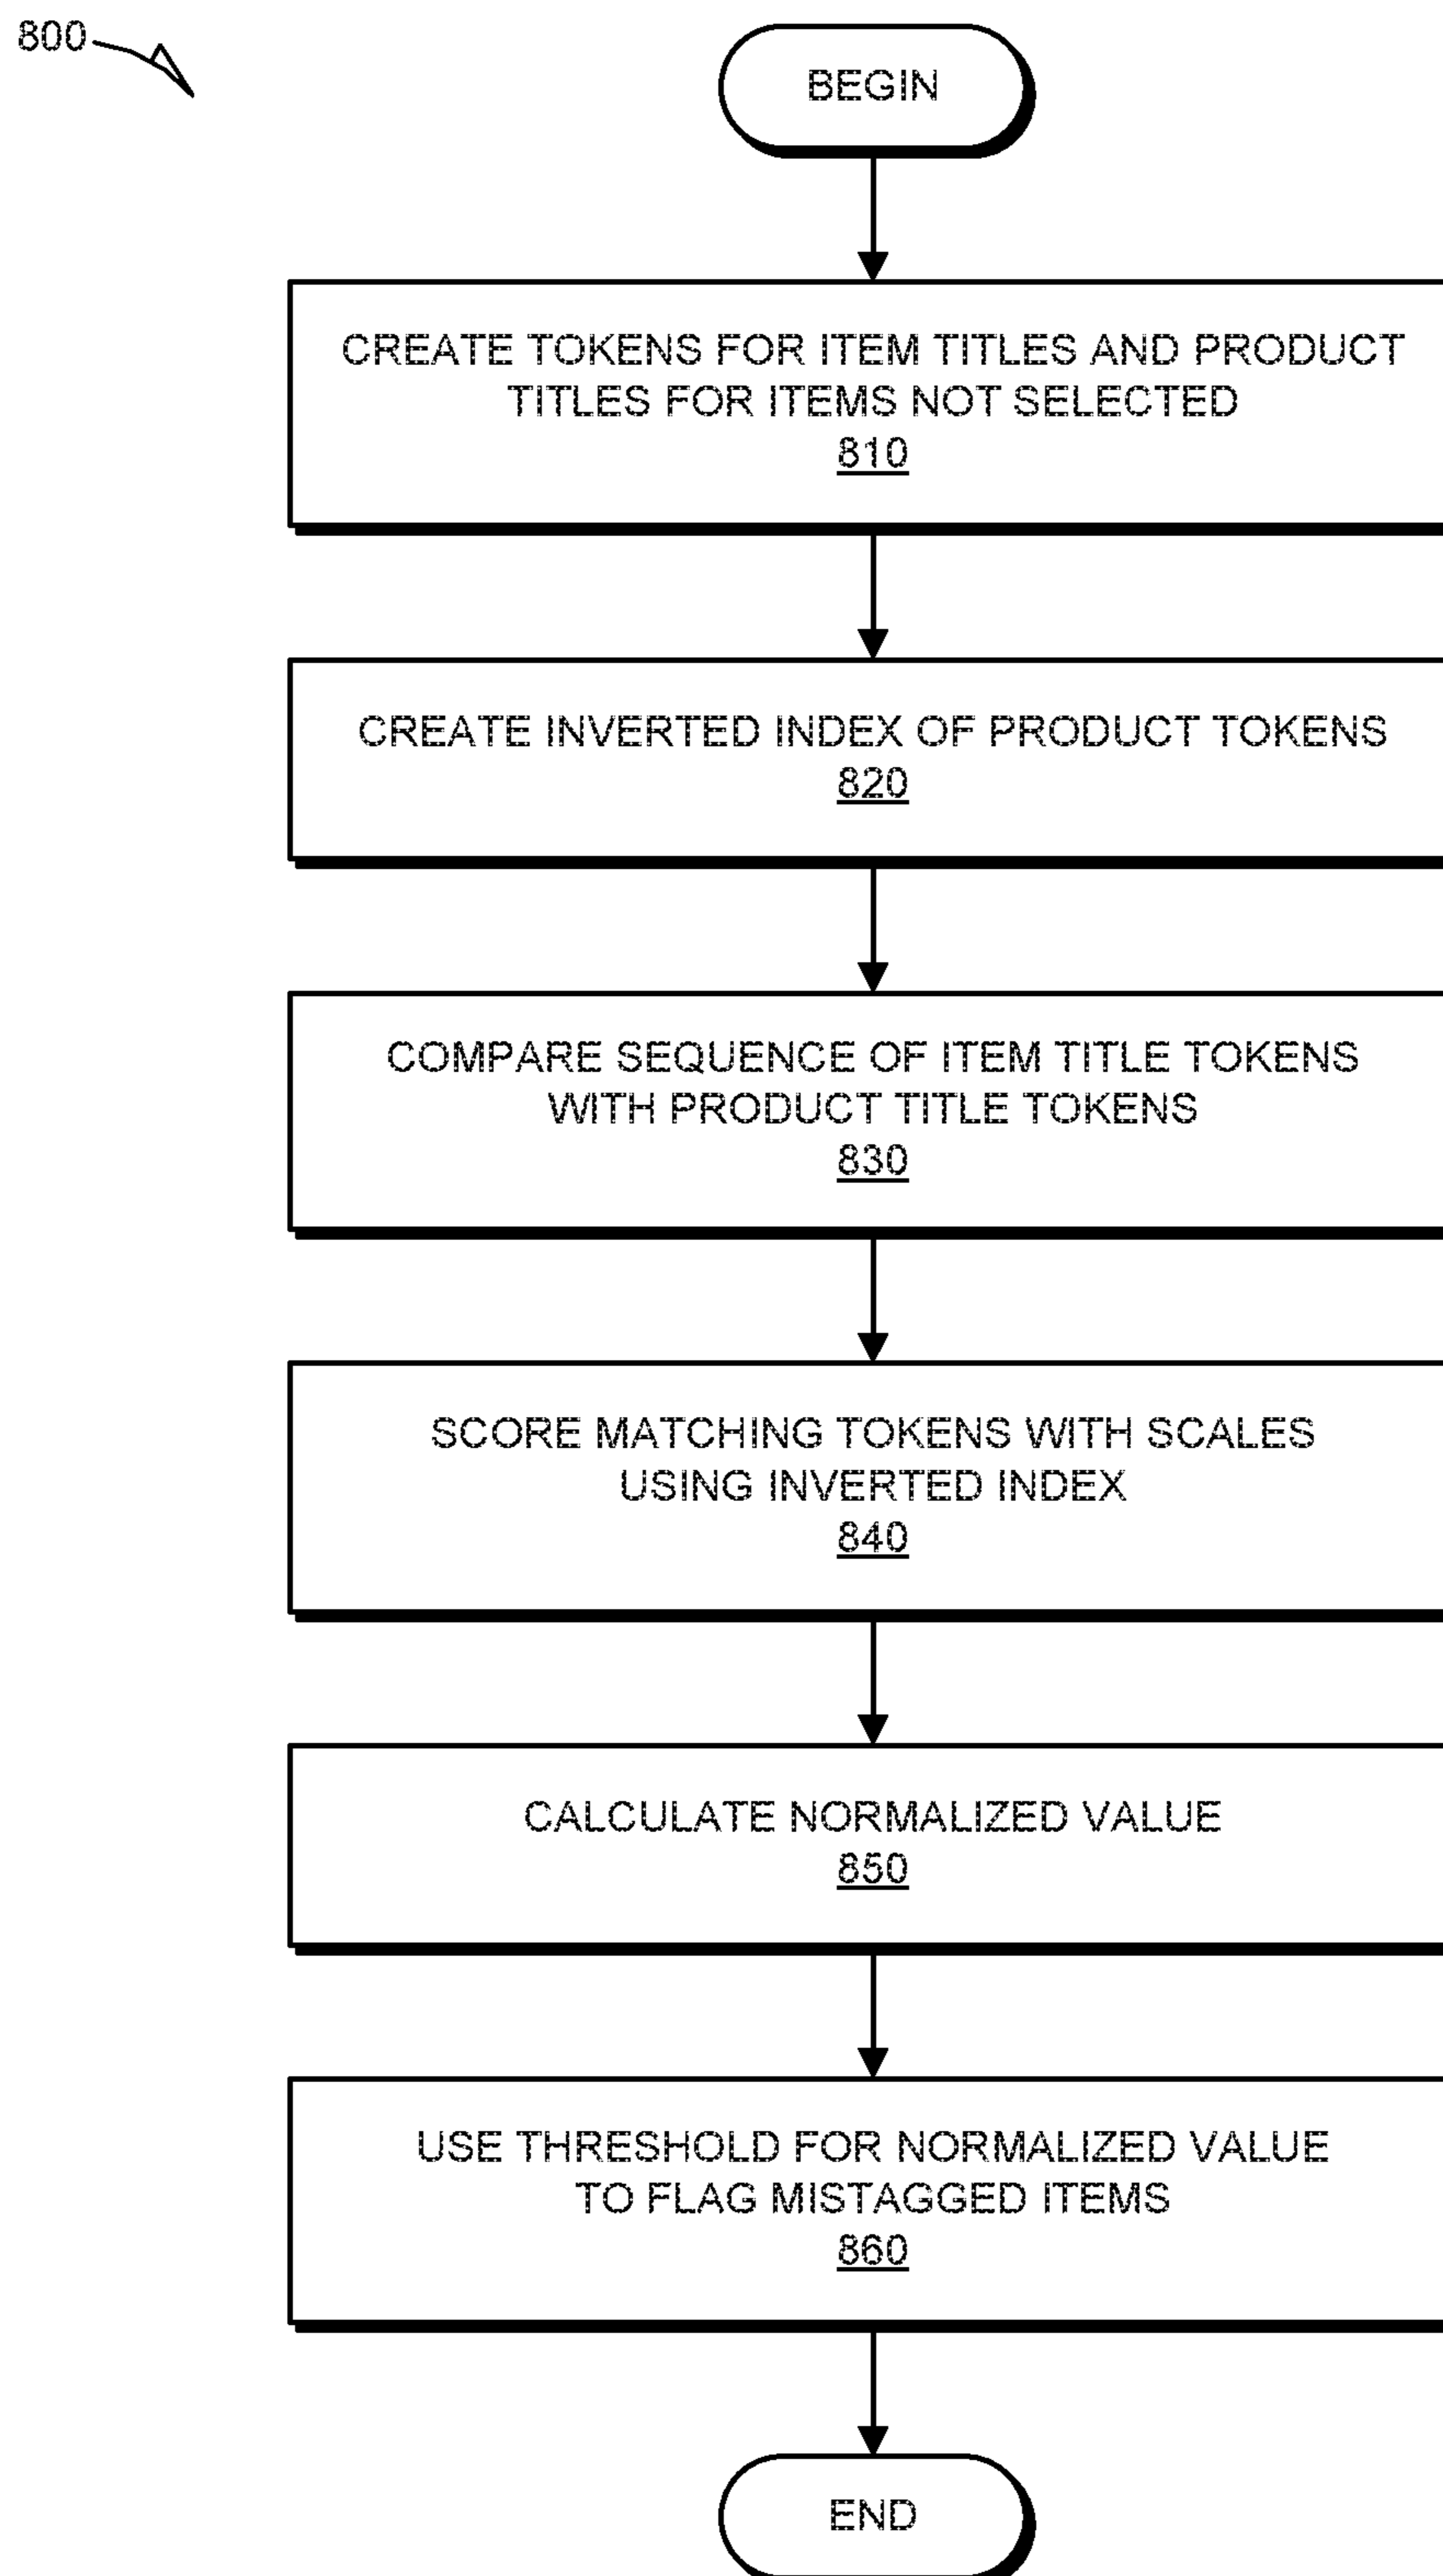 800
BEGIN
CREATE TOKENS FOR ITEM TITLES AND PRODUCT
TITLES FOR ITEMS NOT SELECTED
810
CREATE INVERTED INDEX OF PRODUCT TOKENS
820
COMPARE SEQUENCE OF ITEM TITLE TOKENS
WITH PRODUCT TITLE TOKENS
830
SCORE MATCHING TOKENS WITH SCALES
USING INVERTED INDEX
840
CALCULATE NORMALIZED VALUE
850
USE THRESHOLD FOR NORMALIZED VALUE
TO FLAG MISTAGGED ITEMS
860
END